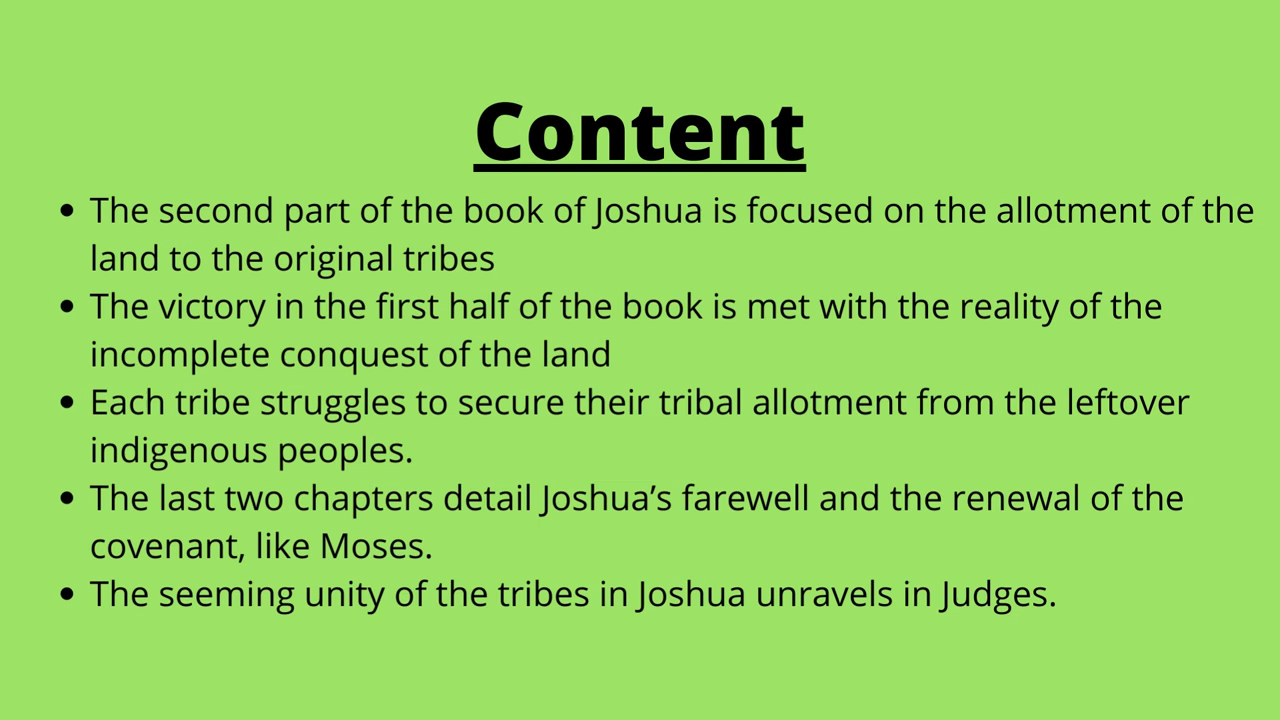 Content
• The second part of the book of Joshua is focused on the allotment of the
land to the original tribes
• The victory in the first half of the book is met with the reality of the
incomplete conquest of the land
• Each tribe struggles to secure their tribal allotment from the leftover
indigenous peoples.
• The last two chapters detail Joshua’s farewell and the renewal of the
covenant, like Moses.
• The seeming unity of the tribes in Joshua unravels in Judges.